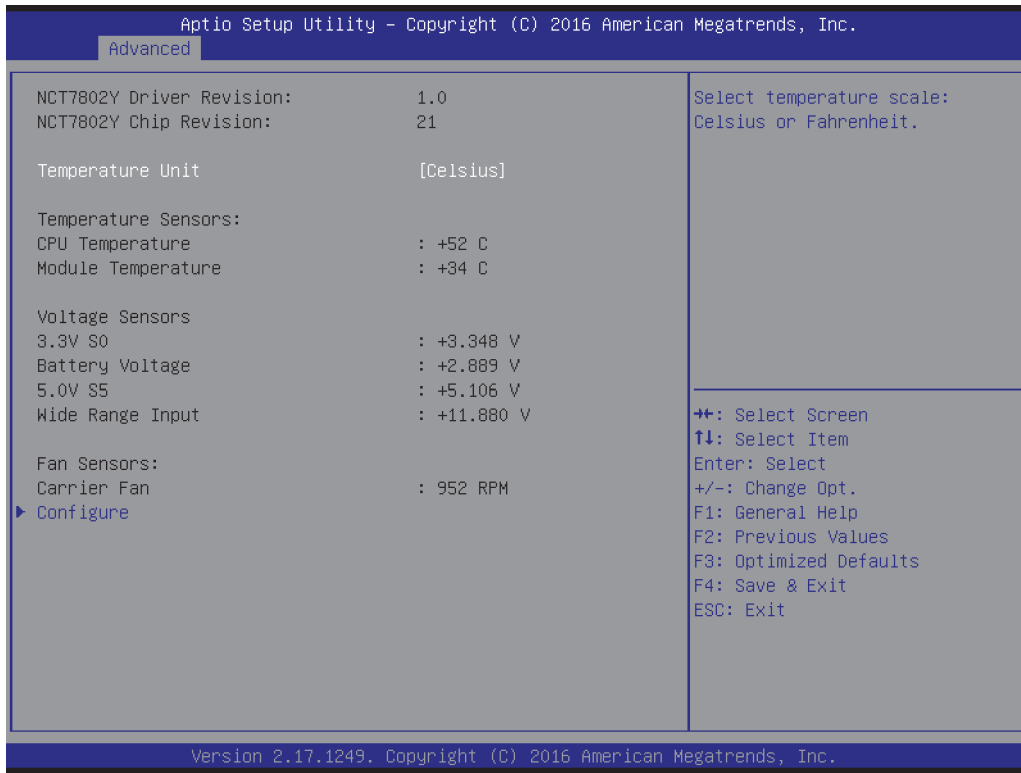 Aptio Setup Utility – Copyright (C) 2016 American Megatrends, Inc.
Advanced
NCT7802Y Driver Revision: 1.0
NCT7802Y Chip Revision: 21
Temperature Unit [Celsius]
Temperature Sensors:
CPU Temperature : +52 C
Module Temperature : +34 C
Voltage Sensors
3.3V S0 : +3.348 V
Battery Voltage : +2.889 V
5.0V S5 : +5.106 V
Wide Range Input : +11.880 V
Fan Sensors:
Carrier Fan : 952 RPM
Configure
Select temperature scale:
Celsius or Fahrenheit.
→←: Select Screen
↑↓: Select Item
Enter: Select
+/-: Change Opt.
F1: General Help
F2: Previous Values
F3: Optimized Defaults
F4: Save & Exit
ESC: Exit
Version 2.17.1249. Copyright (C) 2016 American Megatrends, Inc.